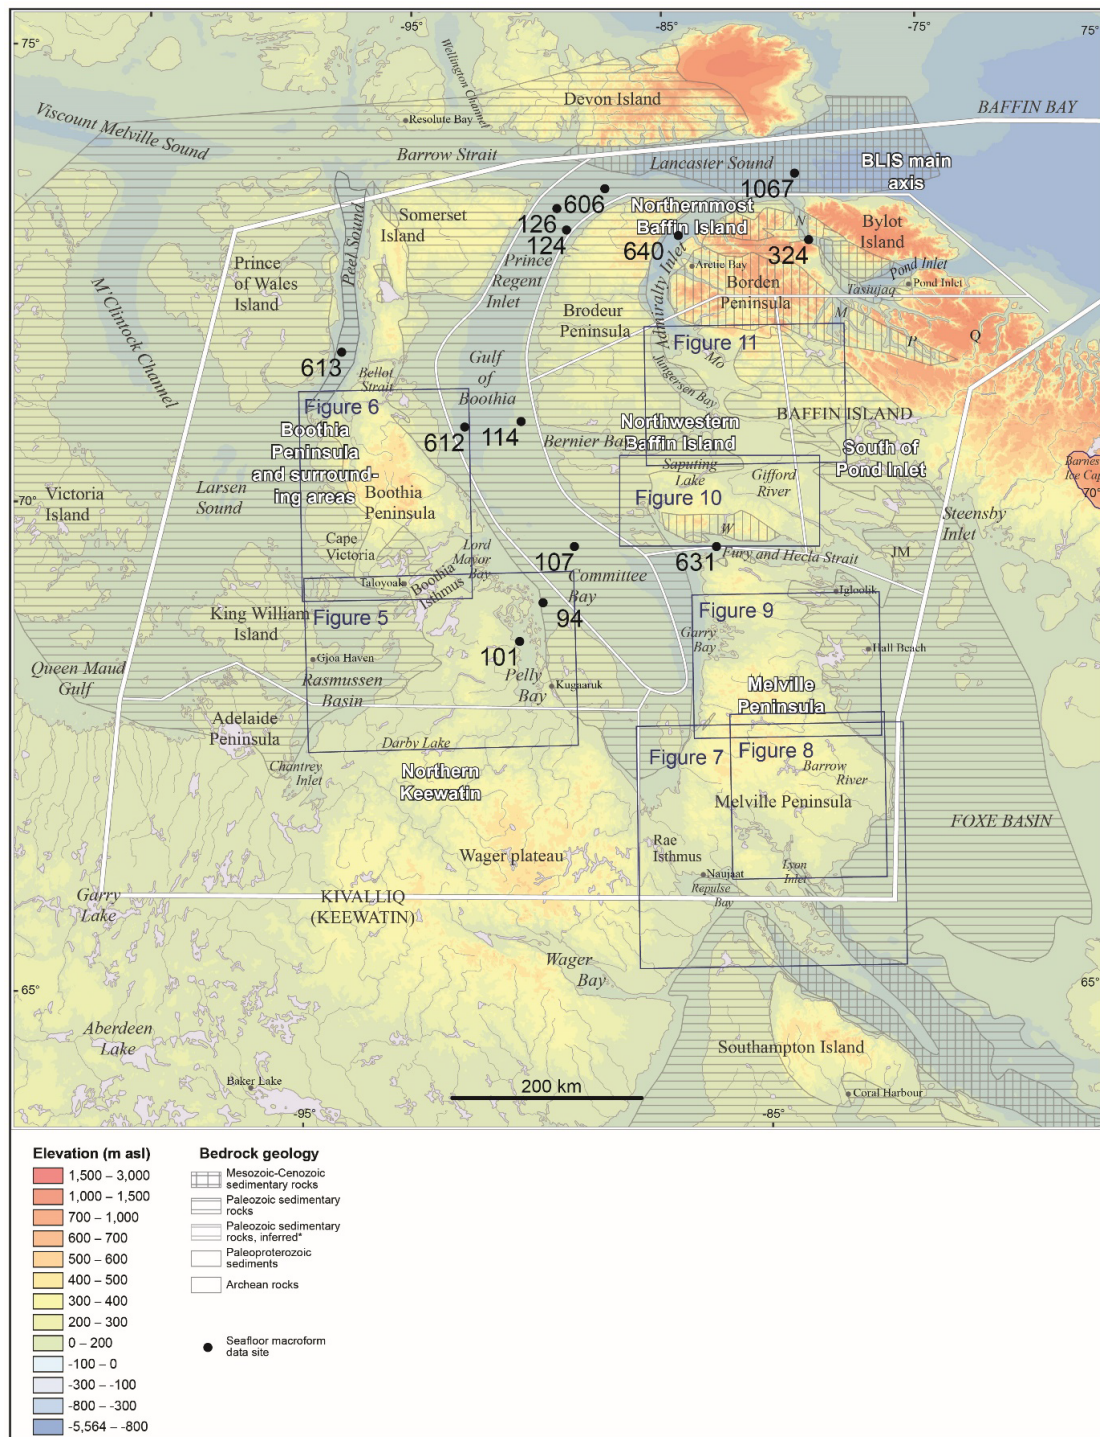 -95°
-85°
-75°
75°
75°
Wellington Channel
Devon Island
Viscount Melville Sound
Resolute Bay
BAFFIN BAY
Barrow Strait
Lancaster Sound
BLIS main
axis
1067
606
126
124
Northernmost
Baffin Island
640
N
324
Bylot
Island
Somerset
Island
Peel Sound
Prince
of Wales
Island
M'Clintock Channel
Prince
Regent
Inlet
Admiralty Inlet
Arctic Bay
Borden
Peninsula
Pond Inlet
Pond Inlet
Tasiujaq
Brodeur
Peninsula
M
P
Q
613
Bellot
Strait
Gulf
of
Boothia
Figure 11
Mo
Jungersen Bay
BAFFIN ISLAND
Figure 6
Boothia
Peninsula
and surround-
ing areas
612
114
Bernier Bay
Northwestern
Baffin Island
South of
Pond Inlet
Barnes
Ice Cap
70°
70°
Victoria
Island
Larsen
Sound
Boothia
Peninsula
Saputing
Lake
Gifford
River
Figure 10
Steensby
Inlet
W
Cape
Victoria
Lord
Mayor
Bay
107
631
Fury and Hecla Strait
JM
Taloyoak
Boothia
Isthmus
Committee
Bay
Igloolik
94
King William
Island
Figure 5
Figure 9
101
Garry
Bay
Hall Beach
Gjoa Haven
Queen Maud
Gulf
Rasmussen
Basin
Pelly
Bay
Kugaaruk
Melville
Peninsula
Adelaide
Peninsula
Darby Lake
Figure 7
Figure 8
Chantrey
Inlet
Northern
Keewatin
Barrow
River
Melville Peninsula
FOXE BASIN
Rae
Isthmus
Wager plateau
Lyon
Inlet
Naujaat
Repulse
Bay
Garry
Lake
KIVALLIQ
(KEEWATIN)
Wager
Bay
65°
65°
Aberdeen
Lake
Southampton Island
Baker Lake
200 km
Coral Harbour
-95°
-85°
Elevation (m asl)
1,500 – 3,000
1,000 – 1,500
700 – 1,000
600 – 700
500 – 600
400 – 500
300 – 400
200 – 300
0 – 200
-100 – 0
-300 – -100
-800 – -300
-5,564 – -800
Bedrock geology
Mesozoic-Cenozoic
sedimentary rocks
Paleozoic sedimentary
rocks
Paleozoic sedimentary
rocks, inferred*
Paleoproterozoic
sediments
Archean rocks
Seafloor macroform
data site